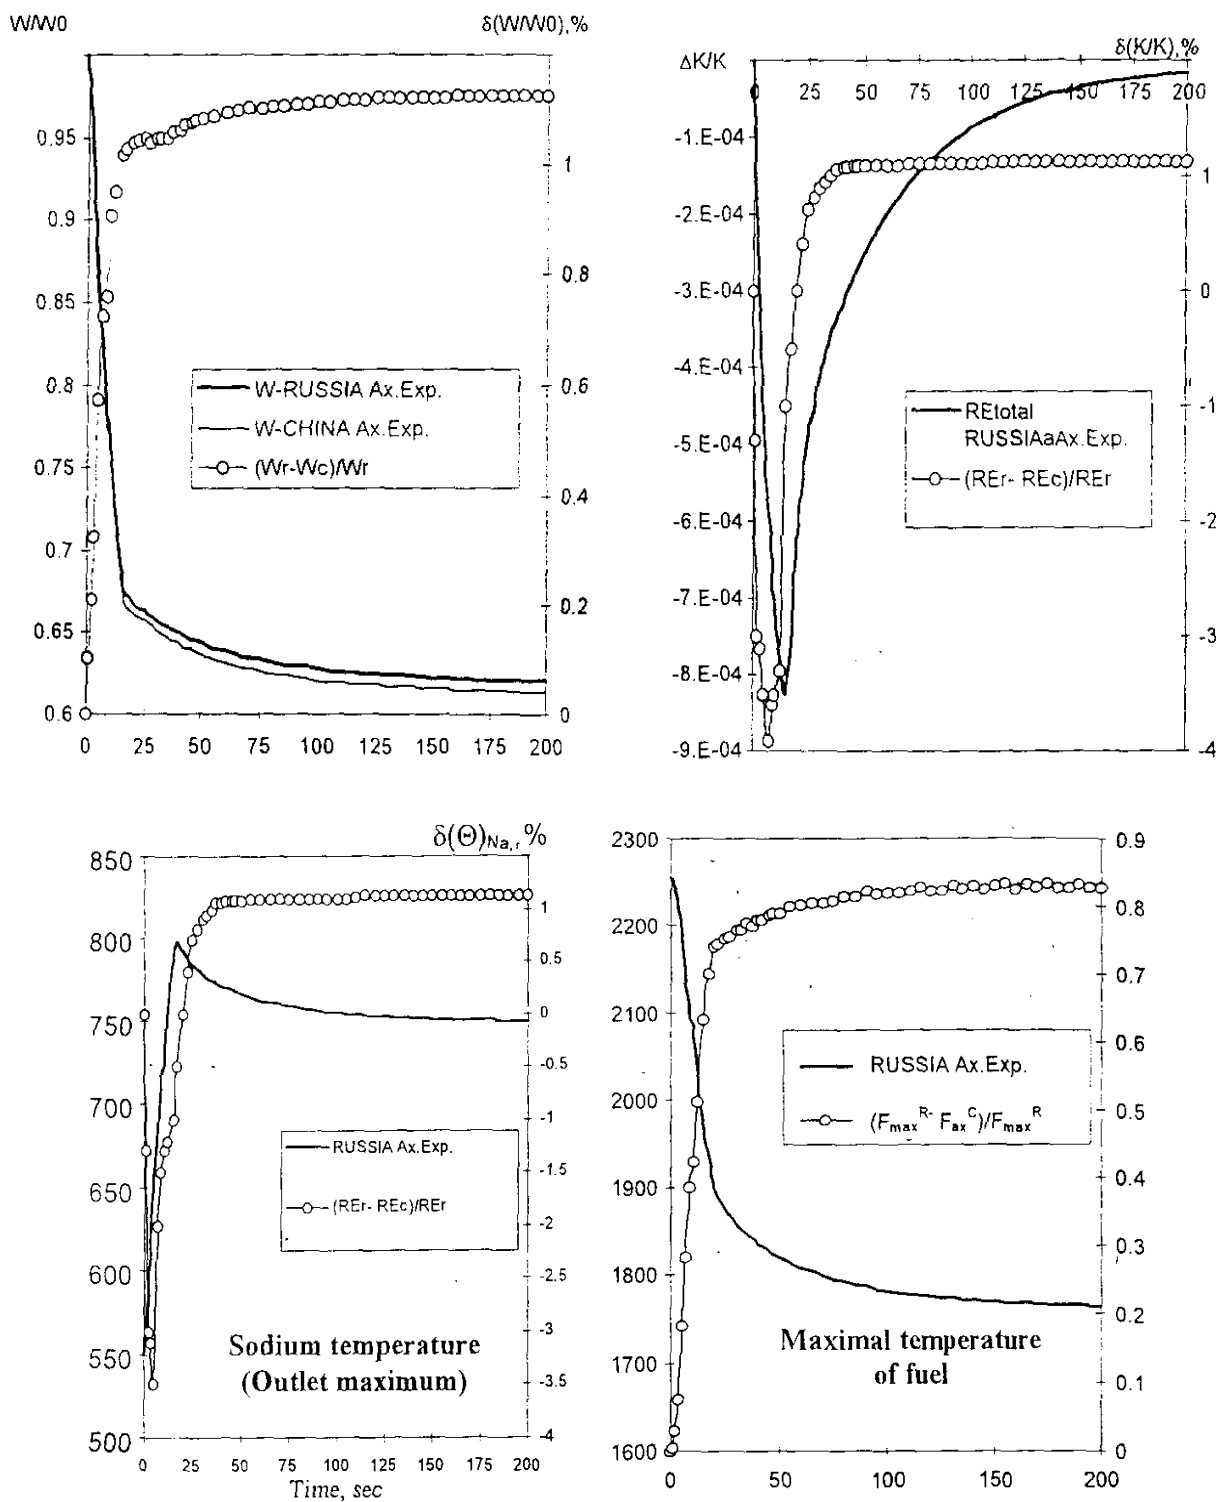 W/W0
δ(W/W0),%
0.95
0.9
0.85
0.8
0.75
0.7
0.65
0.6
1
0.8
0.6
0.4
0.2
0
W-RUSSIA Ax.Exp.
W-CHINA Ax.Exp.
(Wr-Wc)/Wr
0 25 50 75 100 125 150 175 200
ΔK/K
δ(K/K),%
0 25 50 75 100 125 150 175 200
-1.E-04
-2.E-04
-3.E-04
-4.E-04
-5.E-04
-6.E-04
-7.E-04
-8.E-04
-9.E-04
1
0
-1
-2
-3
-4
REtotal
RUSSIAaAx.Exp.
(REr- REc)/REr
δ(Θ)Na,r %
850
800
750
700
650
600
550
500
1
0.5
0
-0.5
-1
-1.5
-2
-2.5
-3
-3.5
-4
RUSSIA Ax.Exp.
(REr- REc)/REr
Sodium temperature
(Outlet maximum)
0 25 50 75 100 125 150 175 200
Time, sec
2300
2200
2100
2000
1900
1800
1700
1600
0.9
0.8
0.7
0.6
0.5
0.4
0.3
0.2
0.1
0
RUSSIA Ax.Exp.
(Fmax^R- Fax^C)/Fmax^R
Maximal temperature
of fuel
0 50 100 150 200